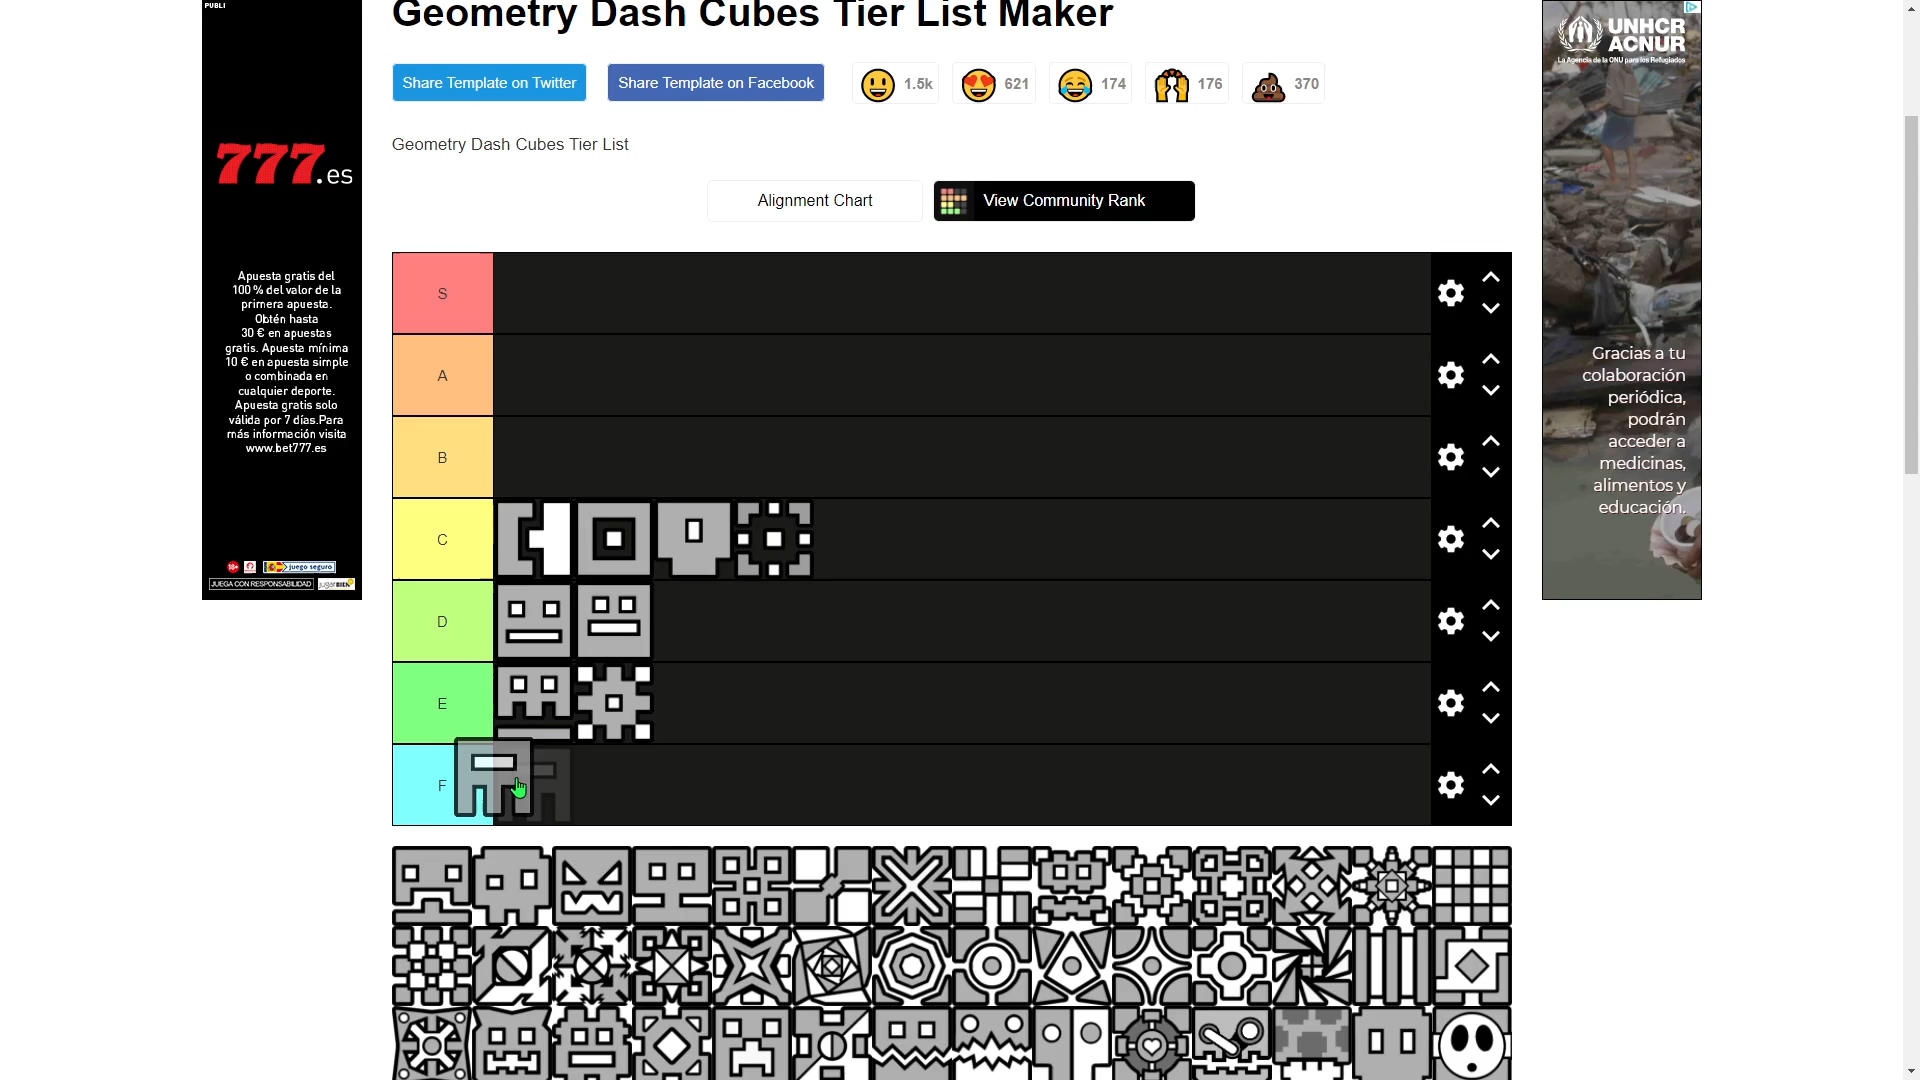 PUBLI
Geometry Dash Cubes Tier List Maker
Share Template on Twitter
Share Template on Facebook
1.5k
621
174
176
370
Geometry Dash Cubes Tier List
Alignment Chart
View Community Rank
S
A
B
C
D
E
F
777.es
Apuesta gratis del
100 % del valor de la
primera apuesta.
Obtén hasta
30 € en apuestas
gratis. Apuesta mínima
10 € en apuesta simple
o combinada en
cualquier deporte.
Apuesta gratis solo
válida por 7 días.Para
más información visita
www.bet777.es
18+
juego seguro
JUEGA CON RESPONSABILIDAD
jugarBIEN
UNHCR
ACNUR
La Agencia de la ONU para los Refugiados
Gracias a tu
colaboración
periódica,
podrán
acceder a
medicinas,
alimentos y
educación.